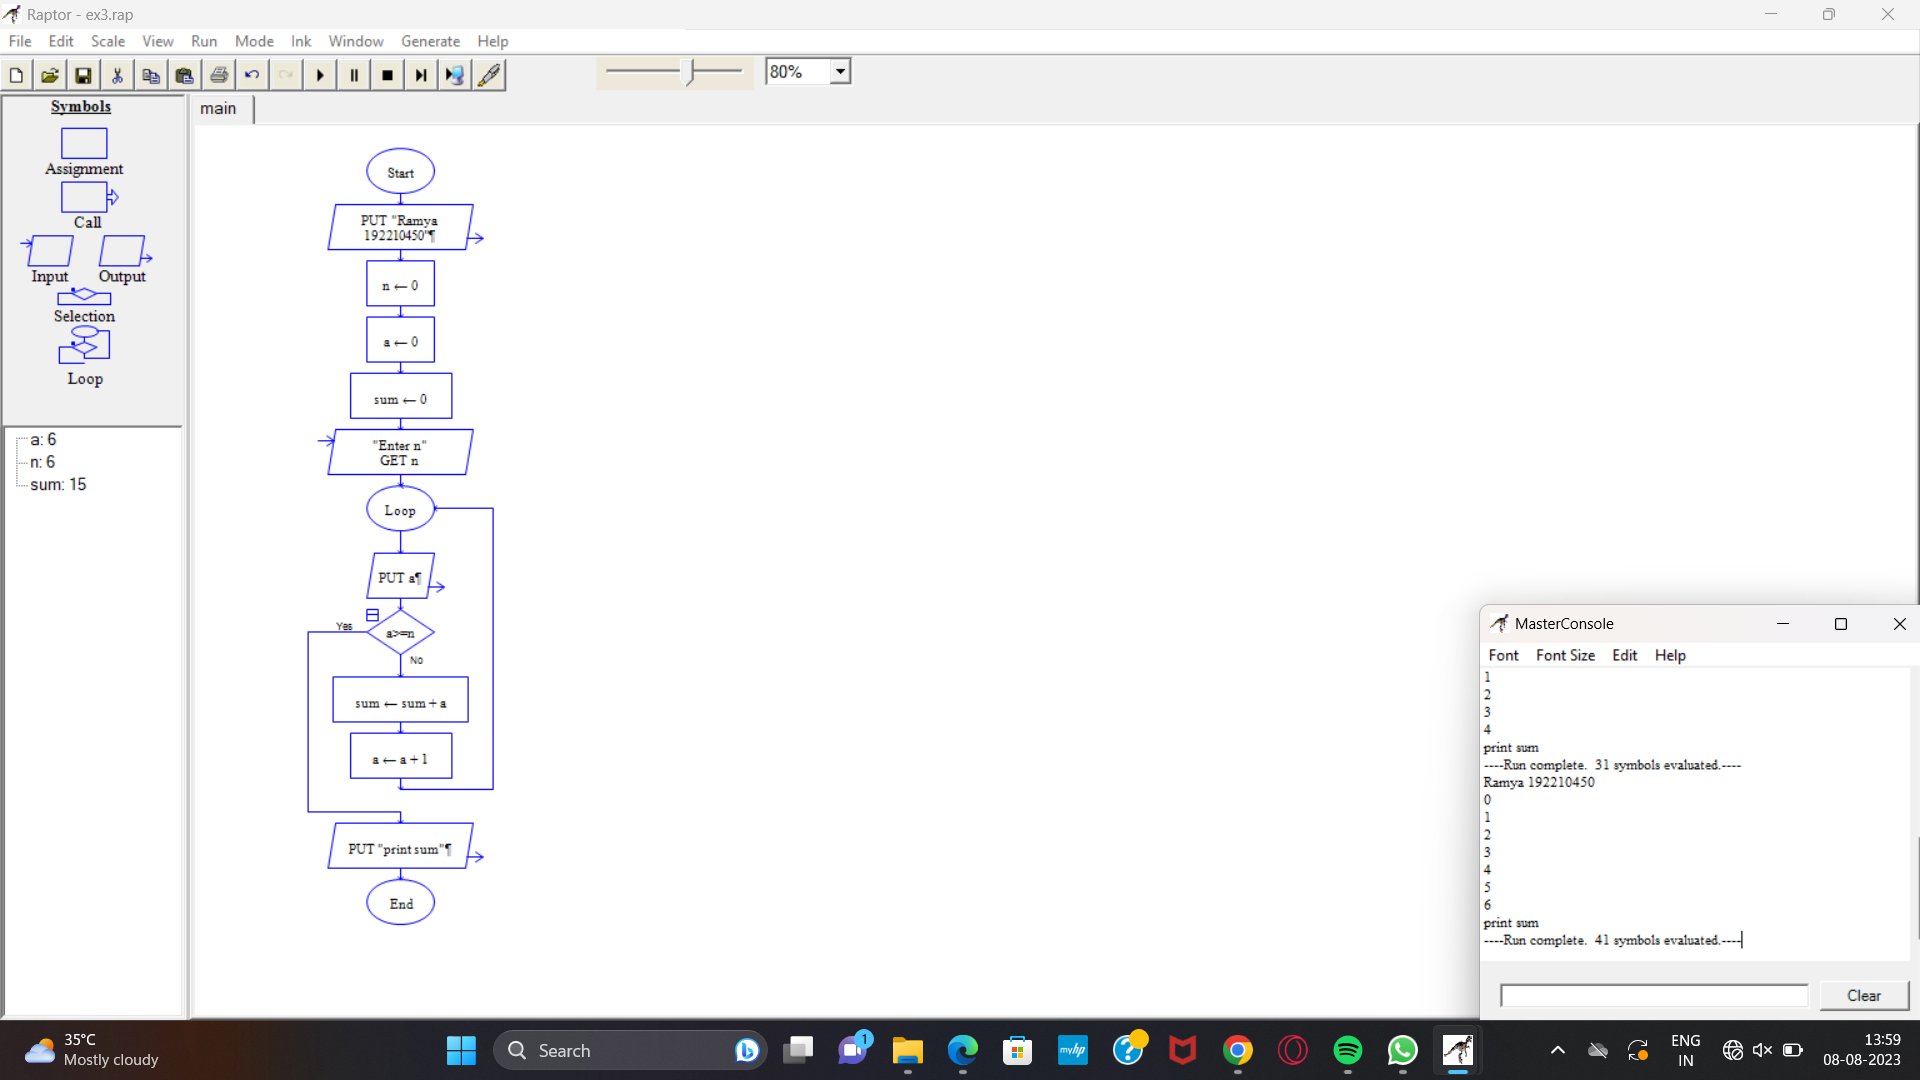 Raptor - ex3.rap
File Edit Scale View Run Mode Ink Window Generate Help
80%
Symbols
Assignment
Call
Input Output
Selection
Loop
a: 6
n: 6
sum: 15
main
Start
PUT "Ramya
192210450"¶
n ← 0
a ← 0
sum ← 0
"Enter n"
GET n
Loop
PUT a¶
Yes
a>=n
No
sum ← sum + a
a ← a + 1
PUT "print sum"¶
End
MasterConsole
Font Font Size Edit Help
1
2
3
4
print sum
----Run complete.  31 symbols evaluated.----
Ramya 192210450
0
1
2
3
4
5
6
print sum
----Run complete.  41 symbols evaluated.----
Clear
35°C
Mostly cloudy
Search
1
myhp
ENG
IN
13:59
08-08-2023